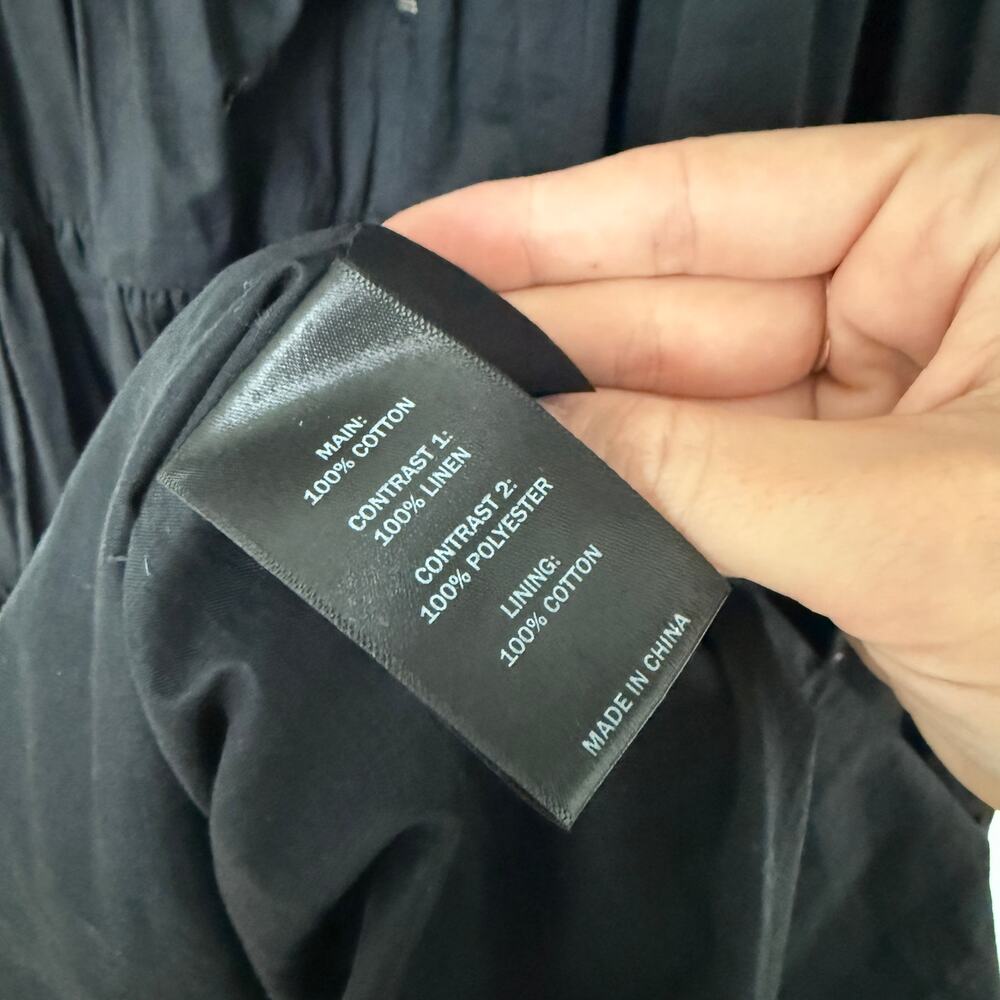 MAIN:
100% COTTON
CONTRAST 1:
100% LINEN
CONTRAST 2:
100% POLYESTER
LINING:
100% COTTON
MADE IN CHINA